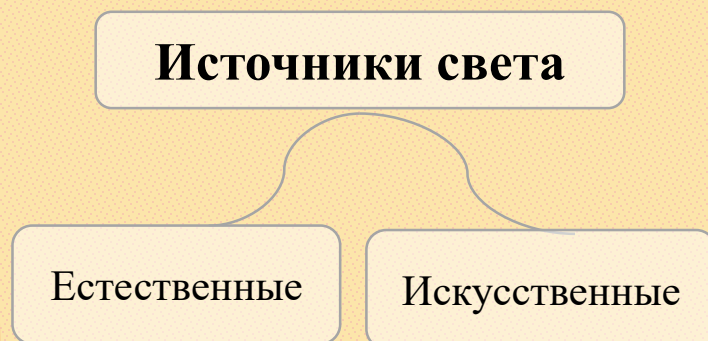 Источники света
Естественные
Искусственные